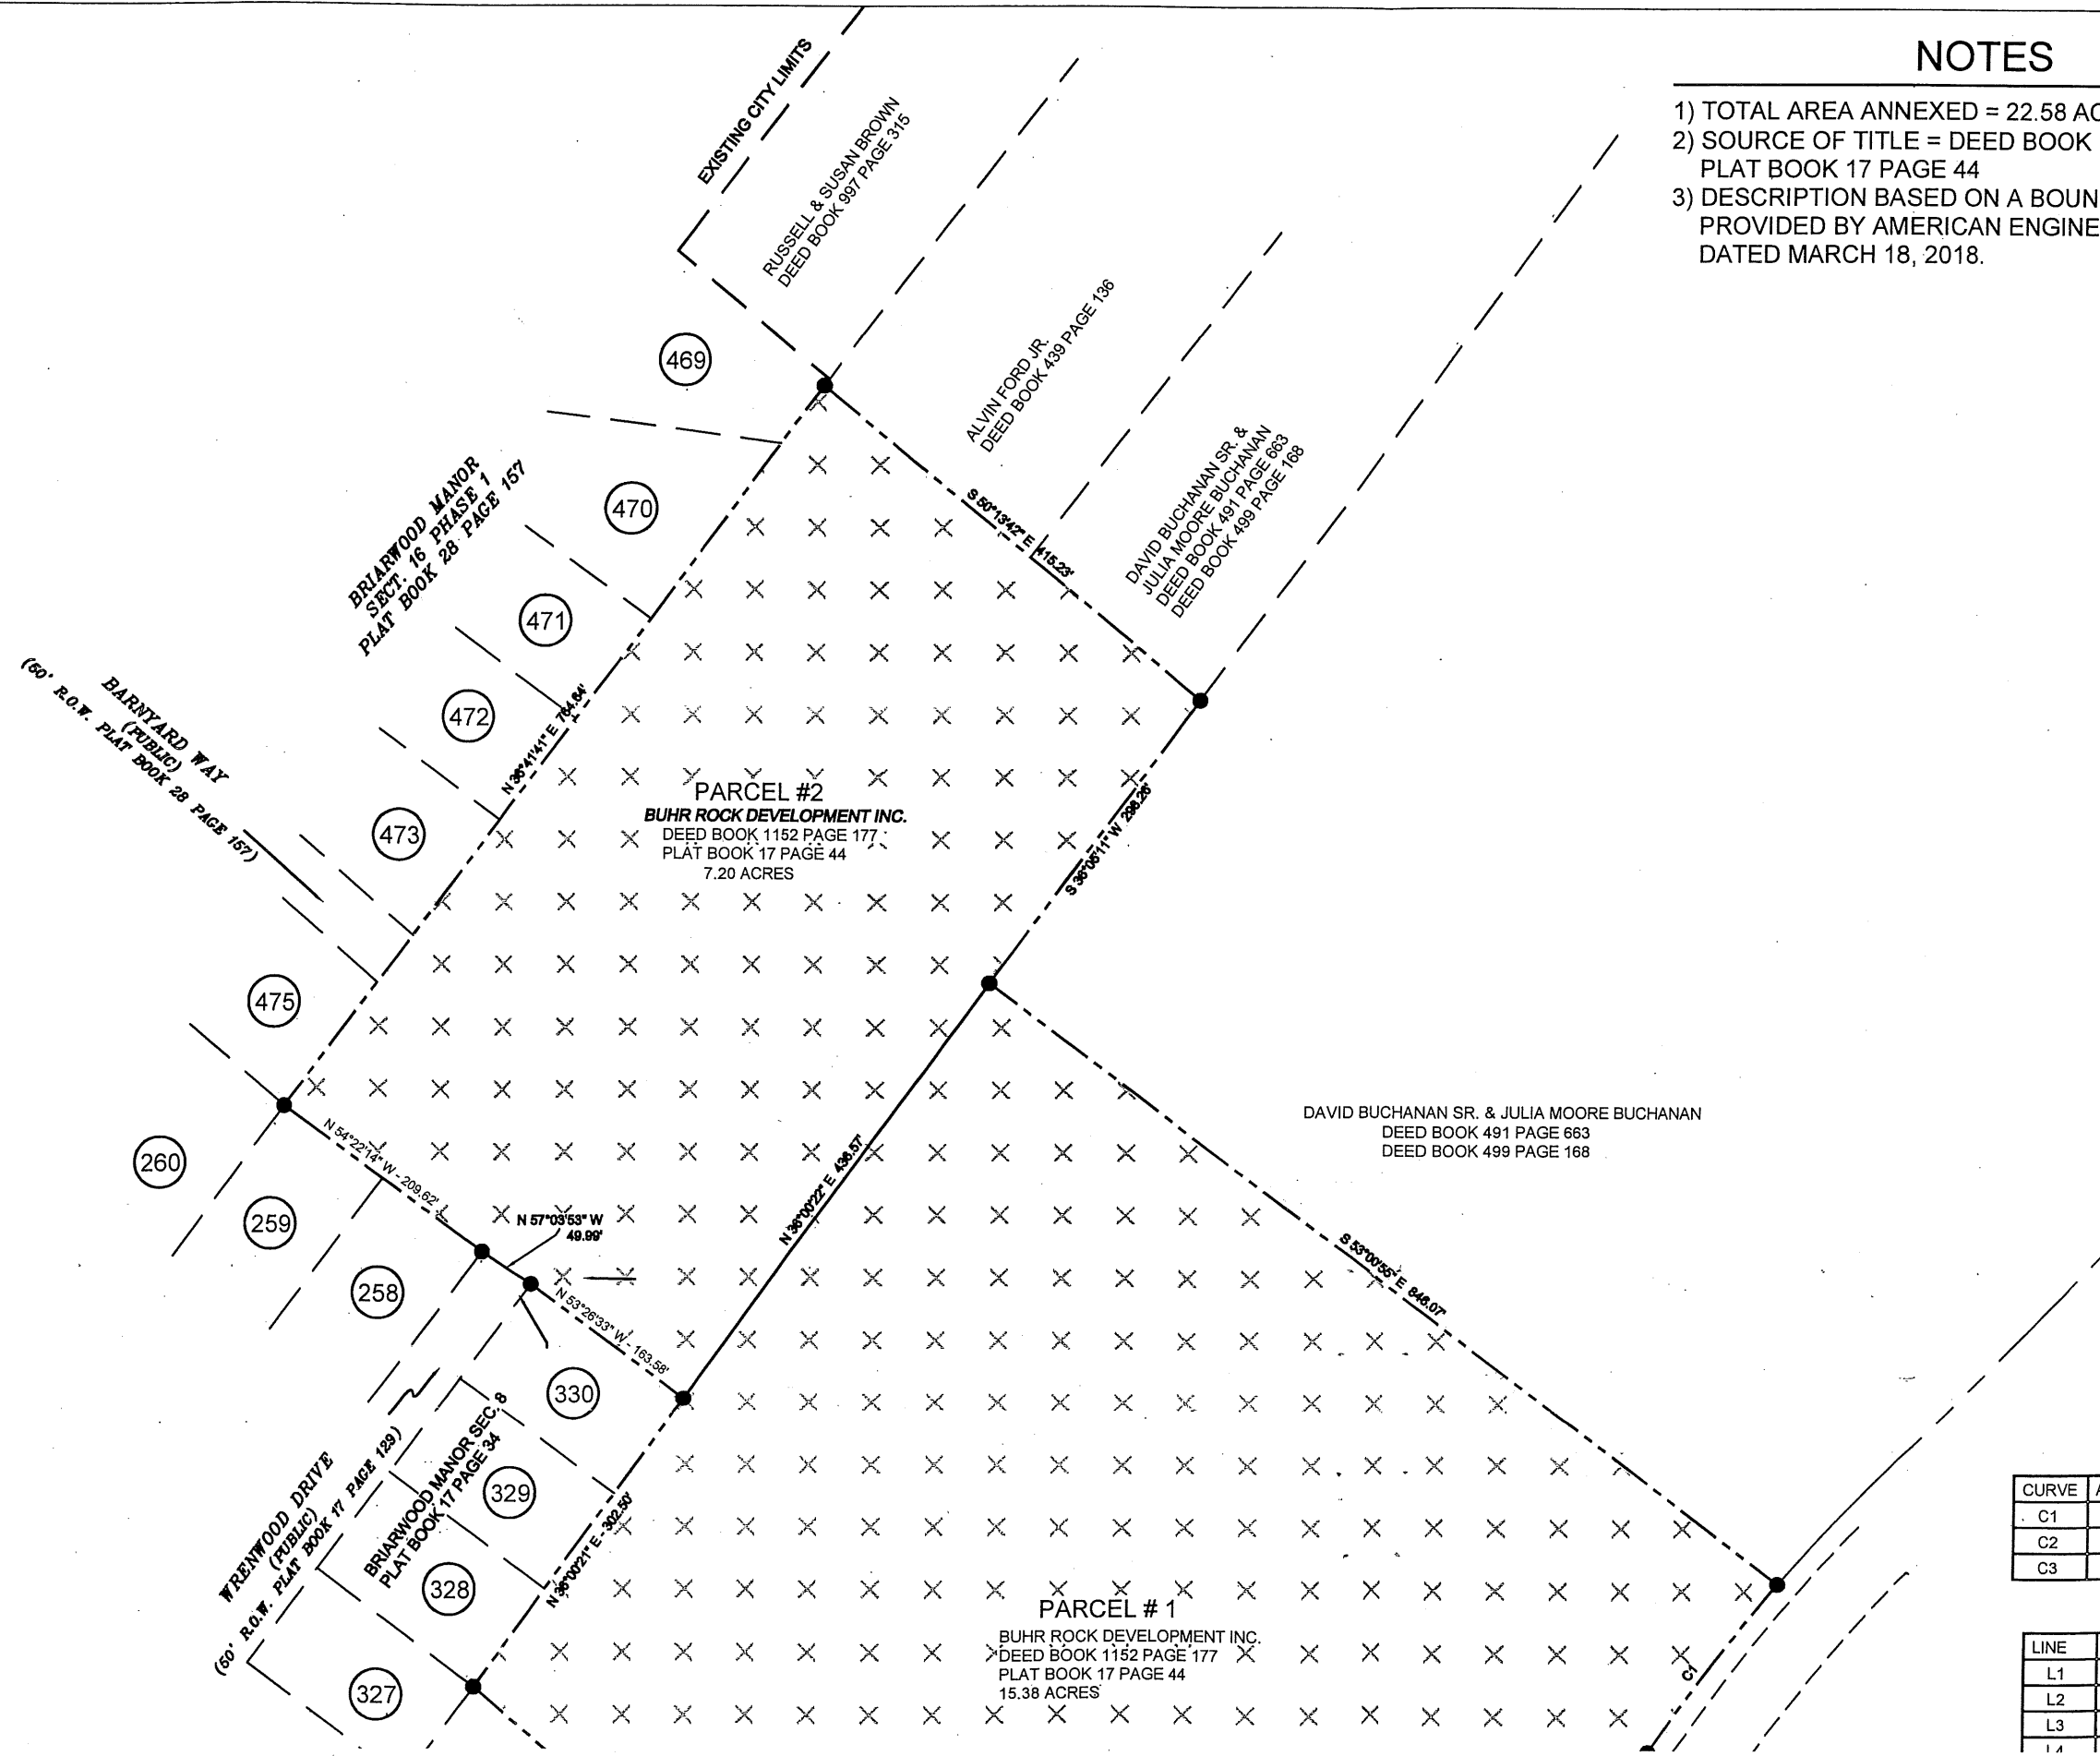 NOTES
1) TOTAL AREA ANNEXED = 22.58 AC
2) SOURCE OF TITLE = DEED BOOK
PLAT BOOK 17 PAGE 44
3) DESCRIPTION BASED ON A BOUN
PROVIDED BY AMERICAN ENGINE
DATED MARCH 18, 2018.
EXISTING CITY LIMITS
RUSSELL & SUSAN BROWN
DEED BOOK 997 PAGE 315
ALVIN FORD JR.
DEED BOOK 439 PAGE 136
DAVID BUCHANAN SR. &
JULIA MOORE BUCHANAN
DEED BOOK 491 PAGE 663
DEED BOOK 499 PAGE 168
469
470
471
472
473
475
BRIARWOOD MANOR
SECT. 16 PHASE 1
PLAT BOOK 28 PAGE 157
BARNYARD WAY
(PUBLIC)
(60' R.O.W. PLAT BOOK 28 PAGE 157)
S 50°13'42" E 415.23'
N 36°41'41" E 764.64'
S 36°05'11" W 296.26'
PARCEL #2
BUHR ROCK DEVELOPMENT INC.
DEED BOOK 1152 PAGE 177
PLAT BOOK 17 PAGE 44
7.20 ACRES
260
259
258
N 54°22'14" W - 209.62'
N 57°03'53" W
49.99'
N 53°26'33" W - 163.58'
N 36°00'22" E 436.57'
S 53°00'55" E 846.07'
DAVID BUCHANAN SR. & JULIA MOORE BUCHANAN
DEED BOOK 491 PAGE 663
DEED BOOK 499 PAGE 168
330
329
328
327
BRIARWOOD MANOR SEC. 8
PLAT BOOK 17 PAGE 34
WRENWOOD DRIVE
(PUBLIC)
(50' R.O.W. PLAT BOOK 17 PAGE 129)
N 36°00'21" E - 302.50'
PARCEL # 1
BUHR ROCK DEVELOPMENT INC.
DEED BOOK 1152 PAGE 177
PLAT BOOK 17 PAGE 44
15.38 ACRES
C1
CURVE
C1
C2
C3
LINE
L1
L2
L3
L4